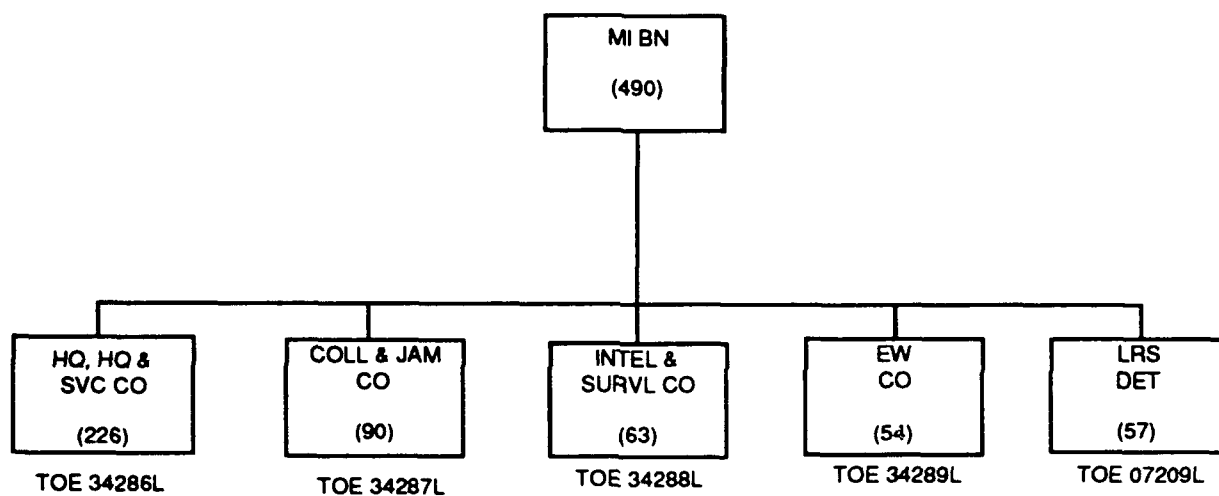 MI BN
(490)
HQ, HQ &
SVC CO
(226)
TOE 34286L
COLL & JAM
CO
(90)
TOE 34287L
INTEL &
SURVL CO
(63)
TOE 34288L
EW
CO
(54)
TOE 34289L
LRS
DET
(57)
TOE 07209L